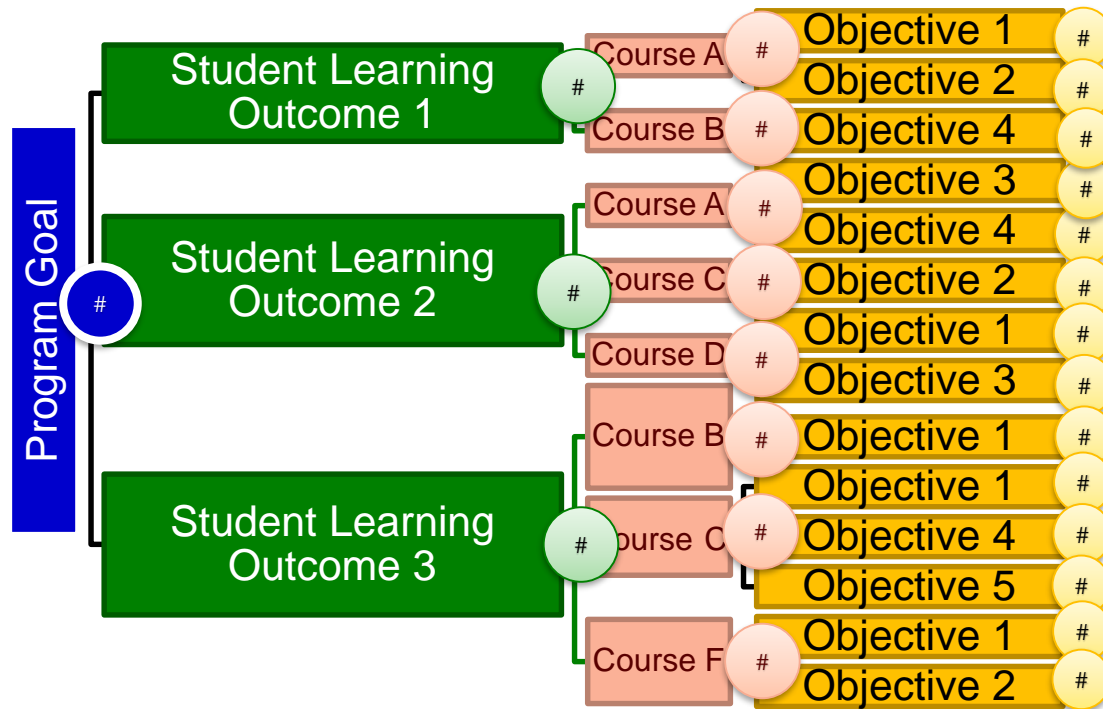 Program Goal
#
Student Learning
Outcome 1
#
Course A
#
Objective 1
#
Objective 2
#
Course B
#
Objective 4
#
Student Learning
Outcome 2
#
Course A
#
Objective 3
#
Objective 4
#
Course C
#
Objective 2
#
Course D
#
Objective 1
#
Objective 3
#
Student Learning
Outcome 3
#
Course B
#
Objective 1
#
ourse C
#
Objective 1
#
Objective 4
#
Objective 5
#
Course F
#
Objective 1
#
Objective 2
#